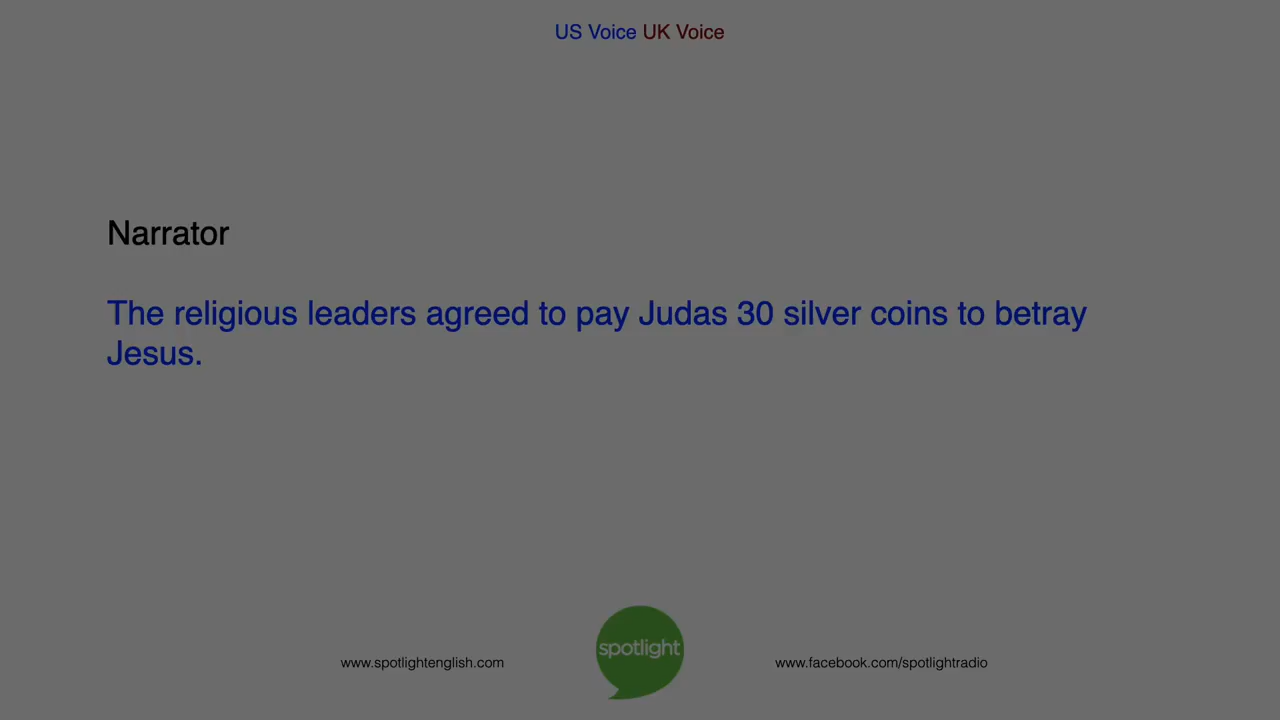 US Voice UK Voice
Narrator
The religious leaders agreed to pay Judas 30 silver coins to betray
Jesus.
spotlight
www.spotlightenglish.com
www.facebook.com/spotlightradio